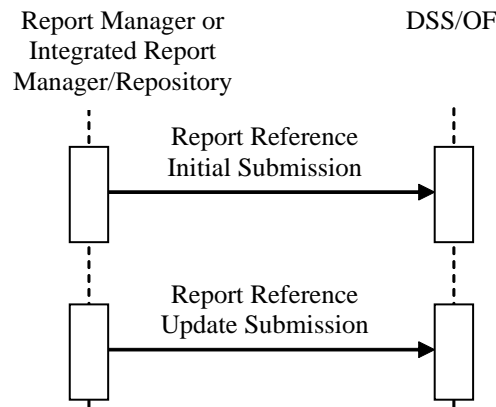 Report Manager or
Integrated Report
Manager/Repository
DSS/OF
Report Reference
Initial Submission
Report Reference
Update Submission